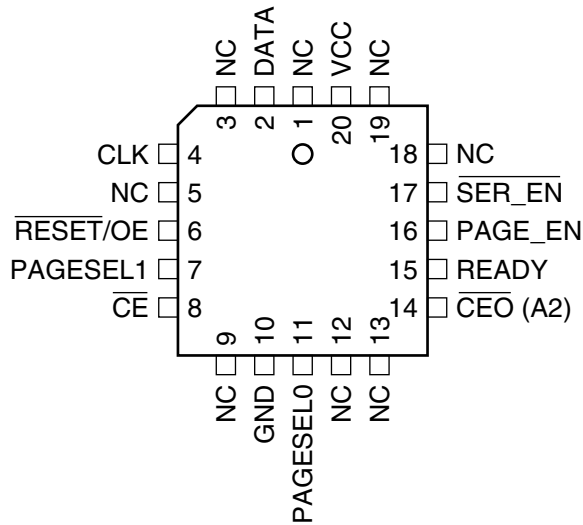 NC
DATA
NC
VCC
NC
3
2
1
20
19
CLK 4
18 NC
NC 5
17 SER_EN
RESET/OE 6
16 PAGE_EN
PAGESEL1 7
15 READY
CE 8
14 CEO (A2)
9
10
11
12
13
NC
GND
PAGESEL0
NC
NC